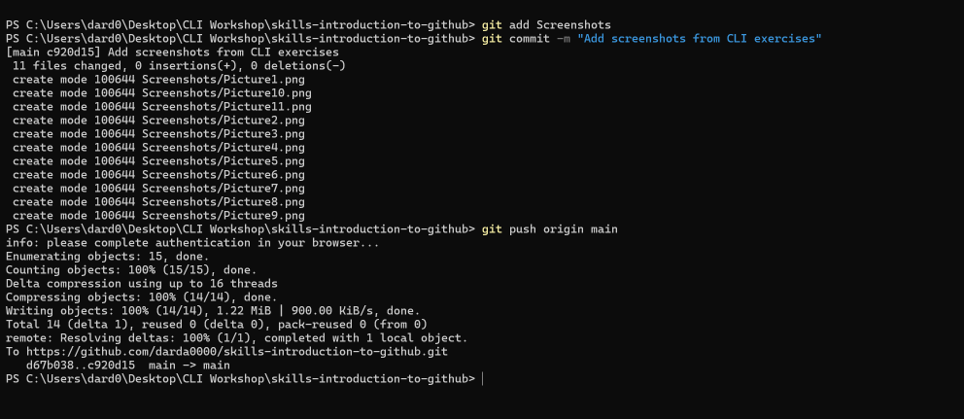 PS C:\Users\dard0\Desktop\CLI Workshop\skills-introduction-to-github> git add Screenshots
PS C:\Users\dard0\Desktop\CLI Workshop\skills-introduction-to-github> git commit -m "Add screenshots from CLI exercises"
[main c920d15] Add screenshots from CLI exercises
 11 files changed, 0 insertions(+), 0 deletions(-)
 create mode 100644 Screenshots/Picture1.png
 create mode 100644 Screenshots/Picture10.png
 create mode 100644 Screenshots/Picture11.png
 create mode 100644 Screenshots/Picture2.png
 create mode 100644 Screenshots/Picture3.png
 create mode 100644 Screenshots/Picture4.png
 create mode 100644 Screenshots/Picture5.png
 create mode 100644 Screenshots/Picture6.png
 create mode 100644 Screenshots/Picture7.png
 create mode 100644 Screenshots/Picture8.png
 create mode 100644 Screenshots/Picture9.png
PS C:\Users\dard0\Desktop\CLI Workshop\skills-introduction-to-github> git push origin main
info: please complete authentication in your browser...
Enumerating objects: 15, done.
Counting objects: 100% (15/15), done.
Delta compression using up to 16 threads
Compressing objects: 100% (14/14), done.
Writing objects: 100% (14/14), 1.22 MiB | 900.00 KiB/s, done.
Total 14 (delta 1), reused 0 (delta 0), pack-reused 0 (from 0)
remote: Resolving deltas: 100% (1/1), completed with 1 local object.
To https://github.com/darda0000/skills-introduction-to-github.git
   d67b038..c920d15  main -> main
PS C:\Users\dard0\Desktop\CLI Workshop\skills-introduction-to-github>